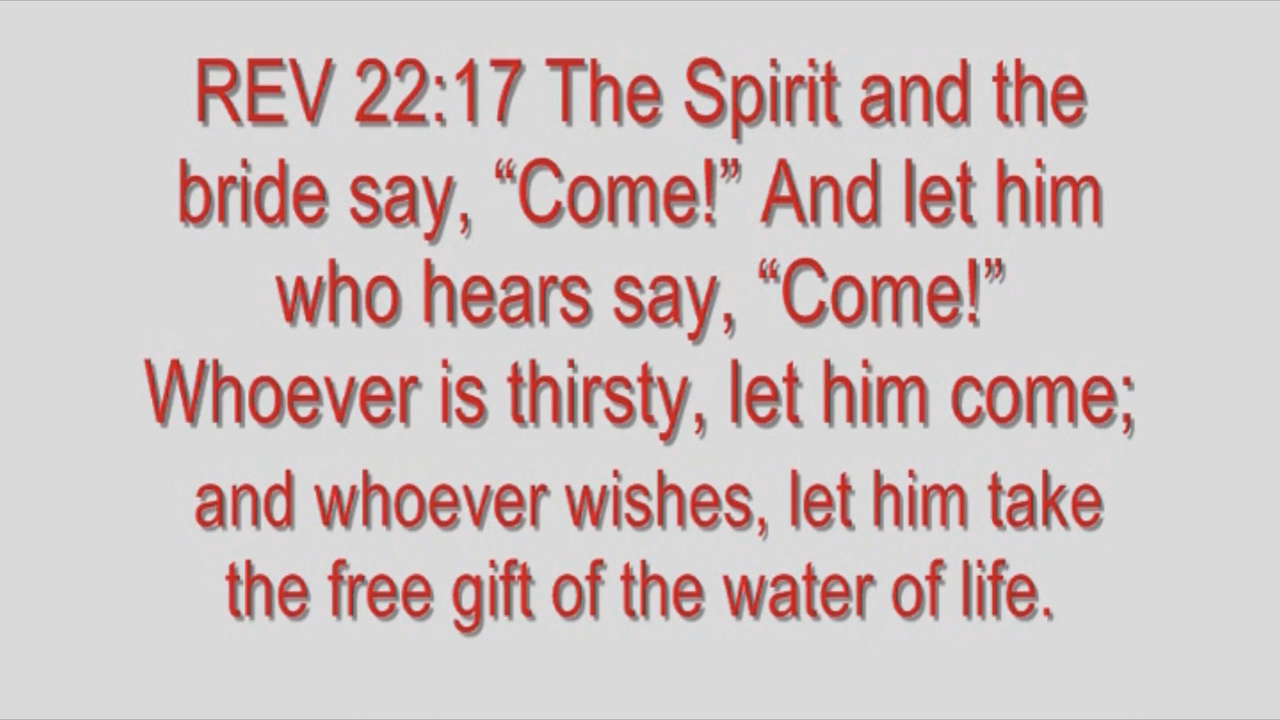 REV 22:17 The Spirit and the
bride say, “Come!” And let him
who hears say, “Come!”
Whoever is thirsty, let him come;
and whoever wishes, let him take
the free gift of the water of life.